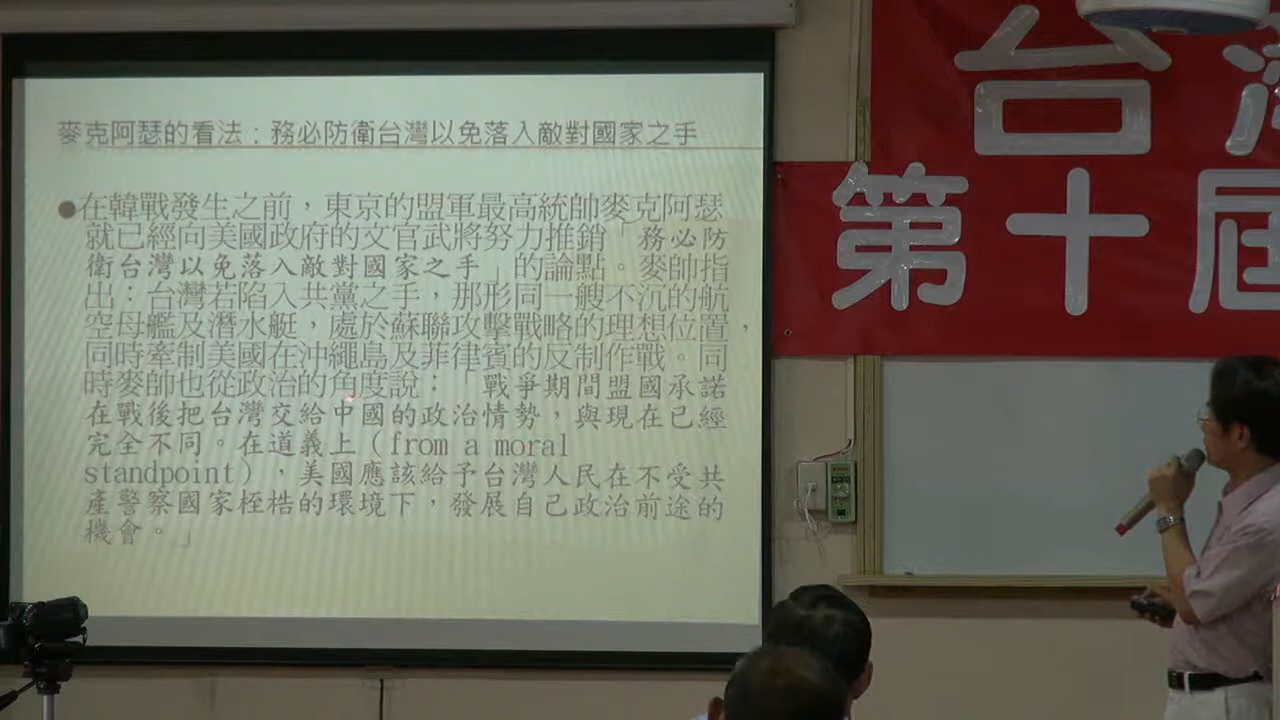 麥克阿瑟的看法：務必防衛台灣以免落入敵對國家之手
●在韓戰發生之前，東京的盟軍最高統帥麥克阿瑟
就已經向美國政府的文官武將努力推銷「務必防
衛台灣以免落入敵對國家之手」的論點。麥帥指
出：台灣若陷入共黨之手，那形同一艘不沉的航
空母艦及潛水艇，處於蘇聯攻擊戰略的理想位置，
同時牽制美國在沖繩島及菲律賓的反制作戰。同
時麥帥也從政治的角度說：「戰爭期間盟國承諾
在戰後把台灣交給中國的政治情勢，與現在已經
完全不同。在道義上（from a moral
standpoint），美國應該給予台灣人民在不受共
產警察國家桎梏的環境下，發展自己政治前途的
機會。」
台灣
第十屆